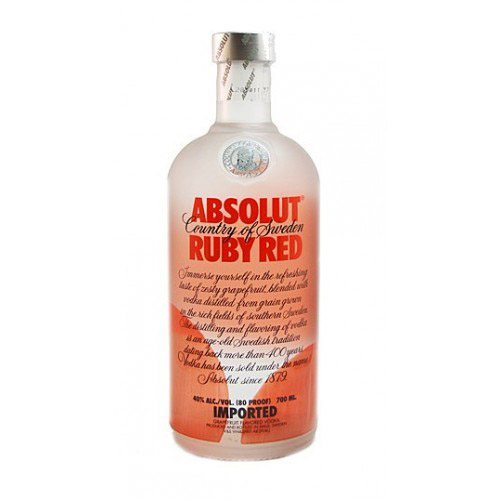 ABSOLUT
ABSOLUT
Country of Sweden
RUBY RED
Immerse yourself in the refreshing
taste of zesty grapefruit, blended with
vodka distilled from grain grown
in the rich fields of southern Sweden.
The distilling and flavoring of vodka
is an age-old Swedish tradition
dating back more than 400 years.
Vodka has been sold under the name
Absolut since 1879.
40% ALC./VOL. (80 PROOF) 700 ML.
IMPORTED
GRAPEFRUIT FLAVORED VODKA